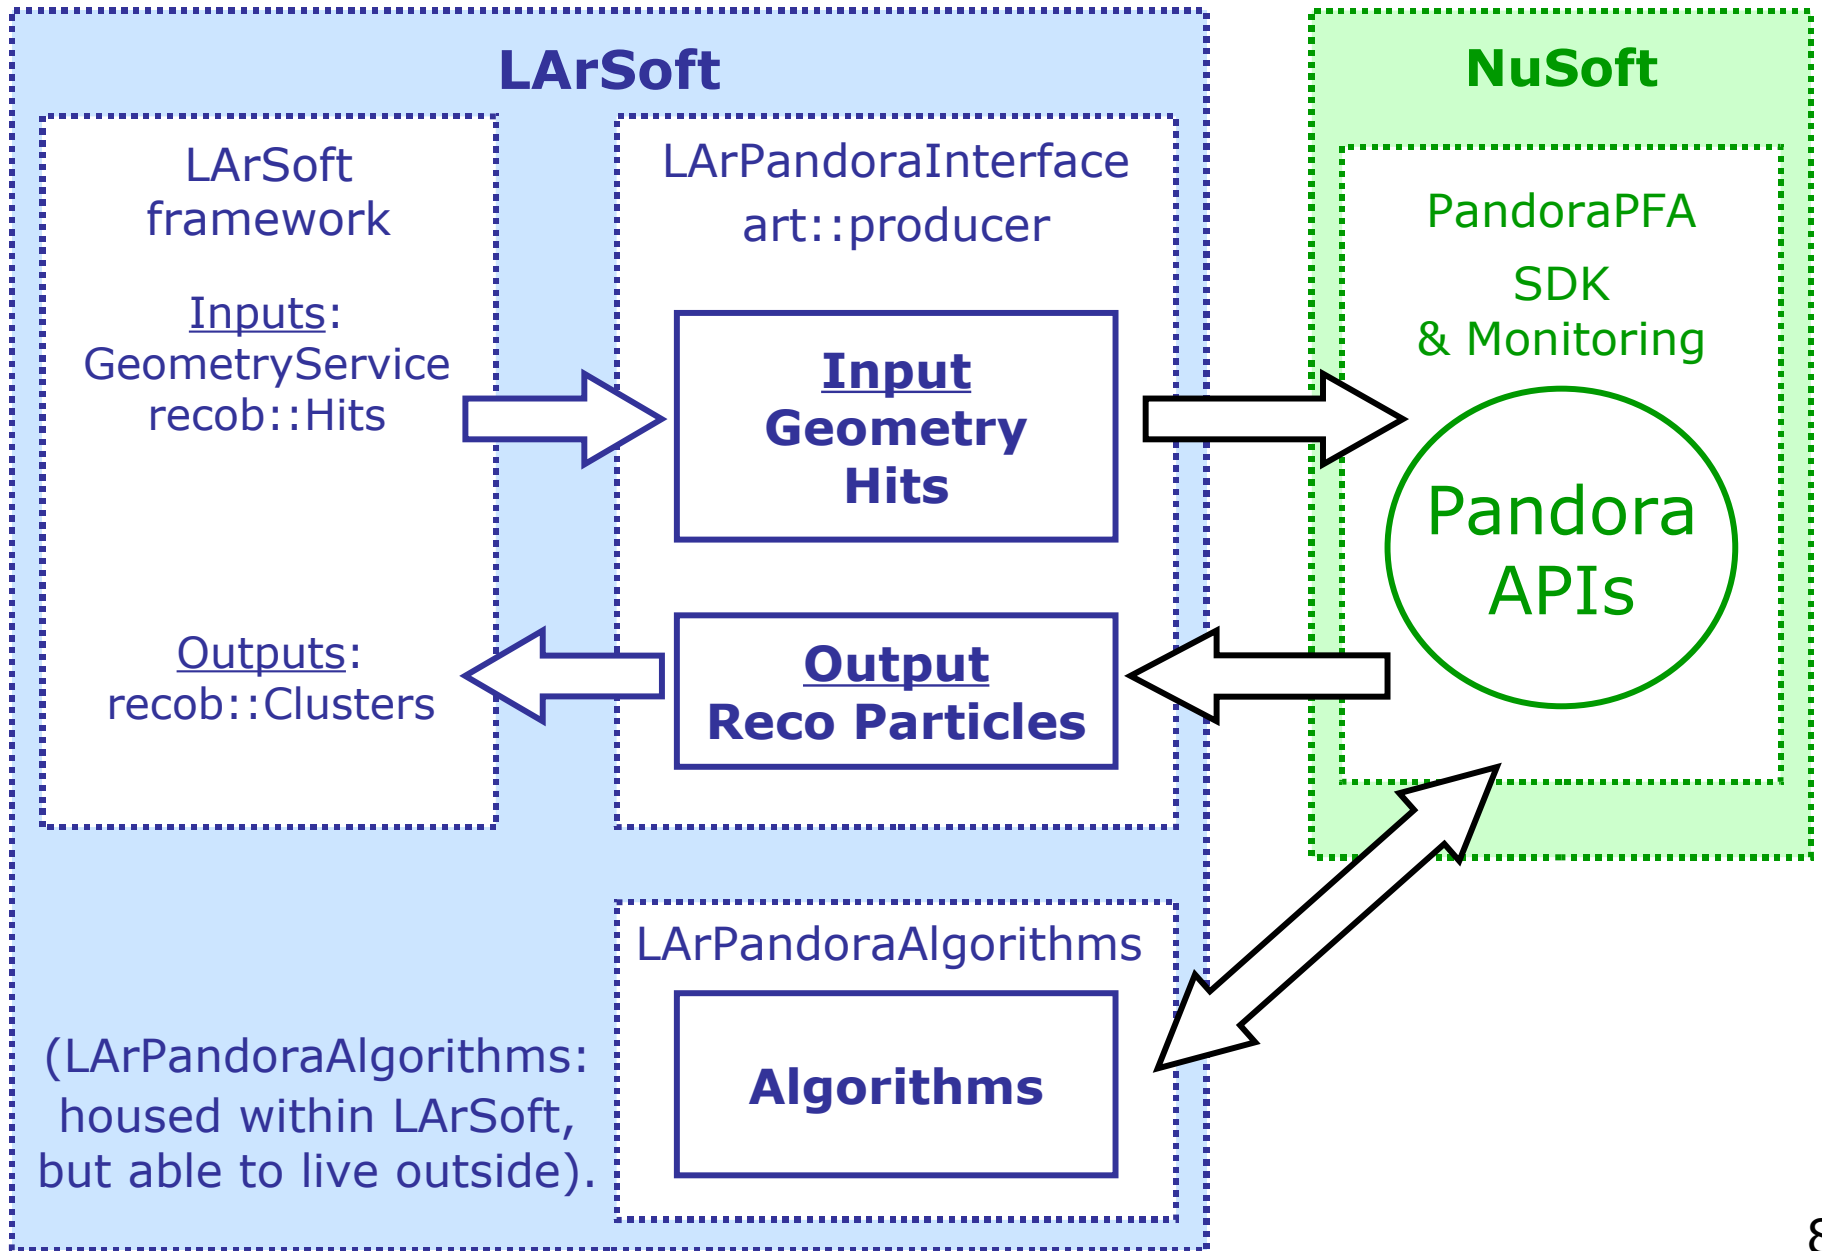 LArSoft
LArSoft
framework
Inputs:
GeometryService
recob::Hits
Outputs:
recob::Clusters
LArPandoraInterface
art::producer
Input
Geometry
Hits
Output
Reco Particles
LArPandoraAlgorithms
Algorithms
(LArPandoraAlgorithms:
housed within LArSoft,
but able to live outside).
NuSoft
PandoraPFA
SDK
& Monitoring
Pandora
APIs
8